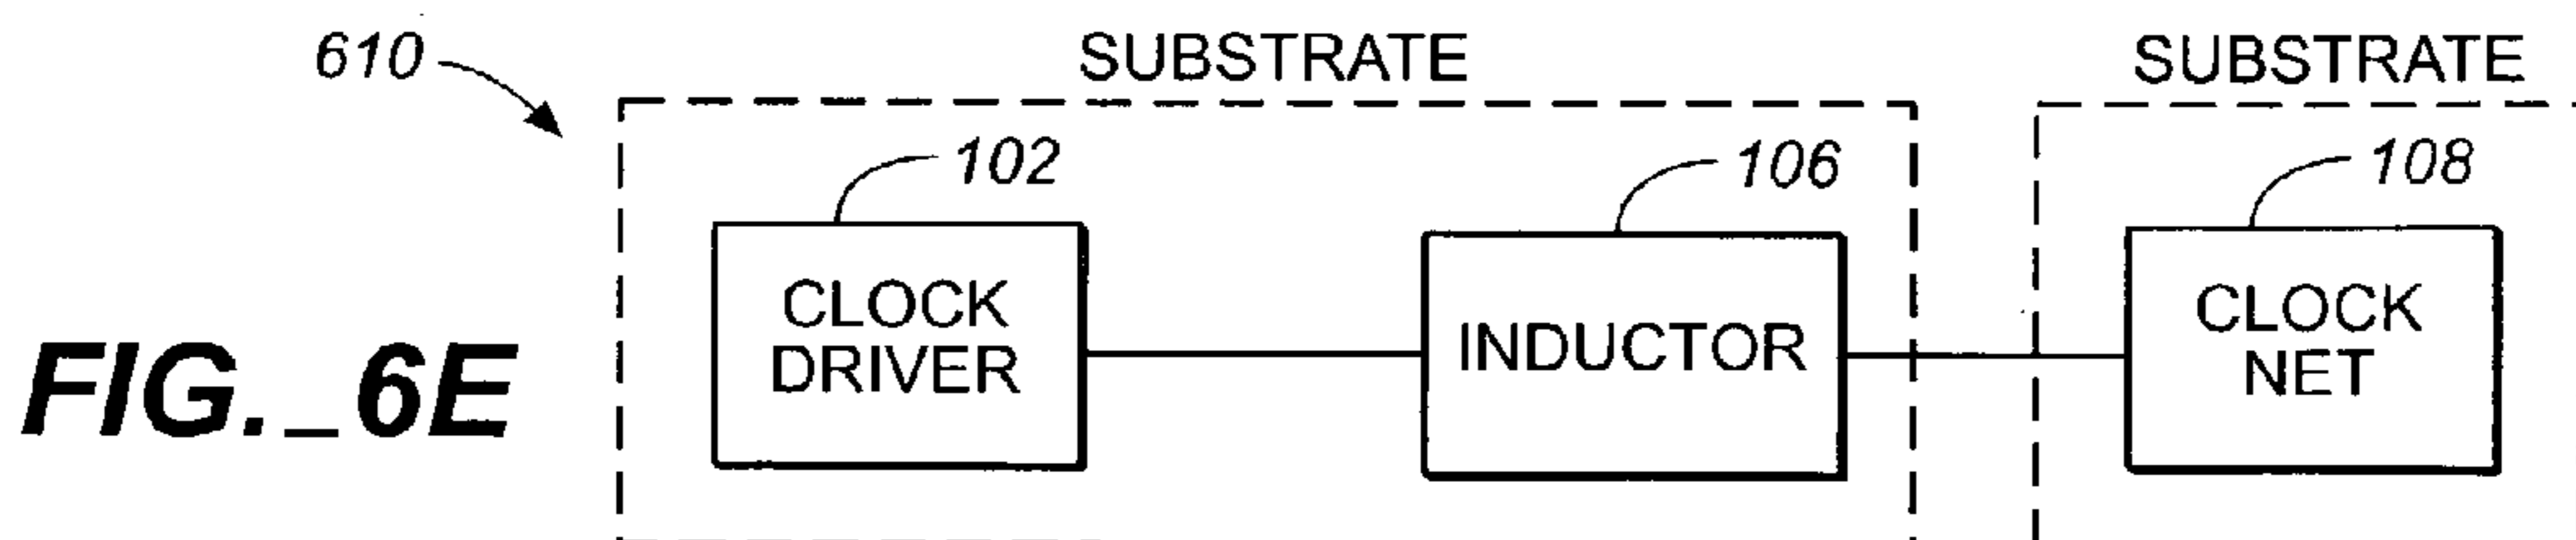 610
SUBSTRATE
SUBSTRATE
102
106
108
CLOCK
DRIVER
INDUCTOR
CLOCK
NET
FIG._6E